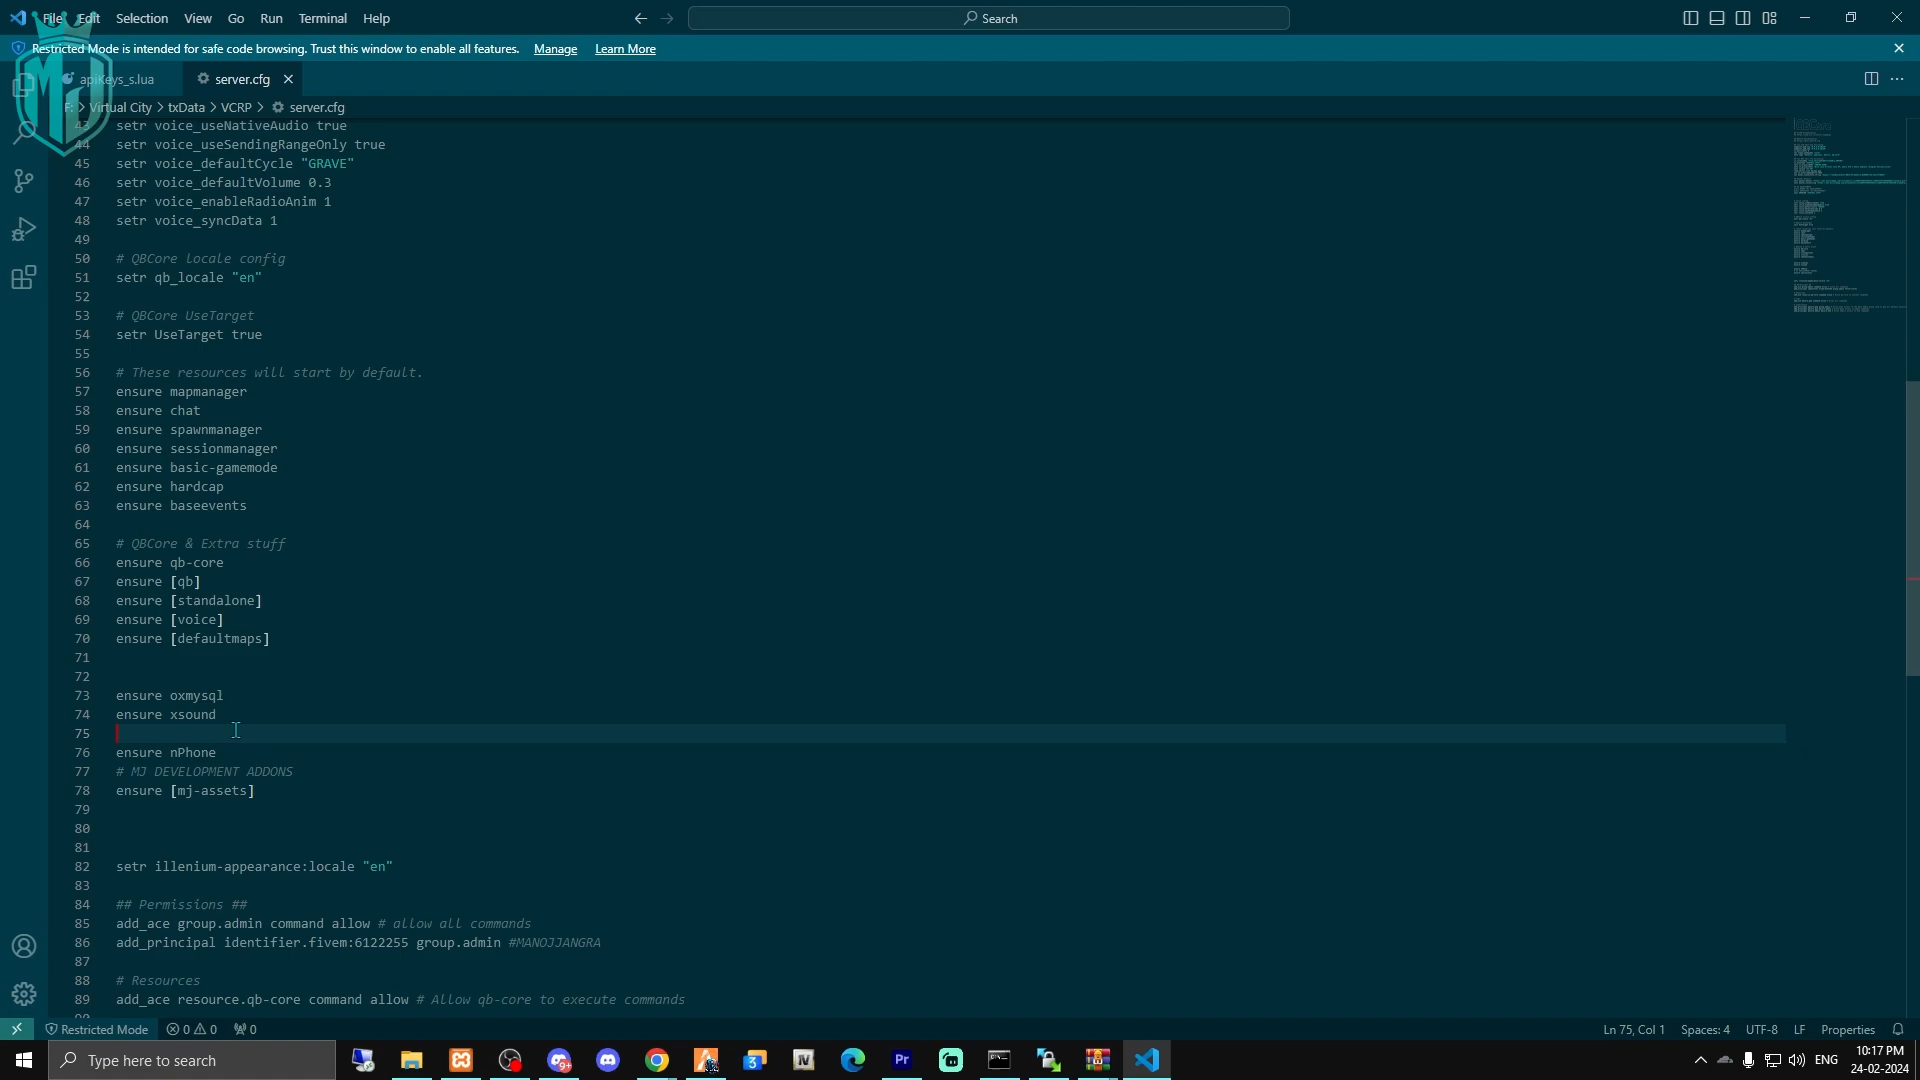 File Edit Selection View Go Run Terminal Help
Search
Restricted Mode is intended for safe code browsing. Trust this window to enable all features. Manage Learn More
apiKeys_s.lua
server.cfg
F: > Virtual City > txData > VCRP > server.cfg
43 setr voice_useNativeAudio true
44 setr voice_useSendingRangeOnly true
45 setr voice_defaultCycle "GRAVE"
46 setr voice_defaultVolume 0.3
47 setr voice_enableRadioAnim 1
48 setr voice_syncData 1
49
50 # QBCore locale config
51 setr qb_locale "en"
52
53 # QBCore UseTarget
54 setr UseTarget true
55
56 # These resources will start by default.
57 ensure mapmanager
58 ensure chat
59 ensure spawnmanager
60 ensure sessionmanager
61 ensure basic-gamemode
62 ensure hardcap
63 ensure baseevents
64
65 # QBCore & Extra stuff
66 ensure qb-core
67 ensure [qb]
68 ensure [standalone]
69 ensure [voice]
70 ensure [defaultmaps]
71
72
73 ensure oxmysql
74 ensure xsound
75
76 ensure nPhone
77 # MJ DEVELOPMENT ADDONS
78 ensure [mj-assets]
79
80
81
82 setr illenium-appearance:locale "en"
83
84 ## Permissions ##
85 add_ace group.admin command allow # allow all commands
86 add_principal identifier.fivem:6122255 group.admin #MANOJJANGRA
87
88 # Resources
89 add_ace resource.qb-core command allow # Allow qb-core to execute commands
90
Restricted Mode 0 0 0
Ln 75, Col 1 Spaces: 4 UTF-8 LF Properties
Type here to search
9+
3
IV
Pr
ENG
10:17 PM
24-02-2024